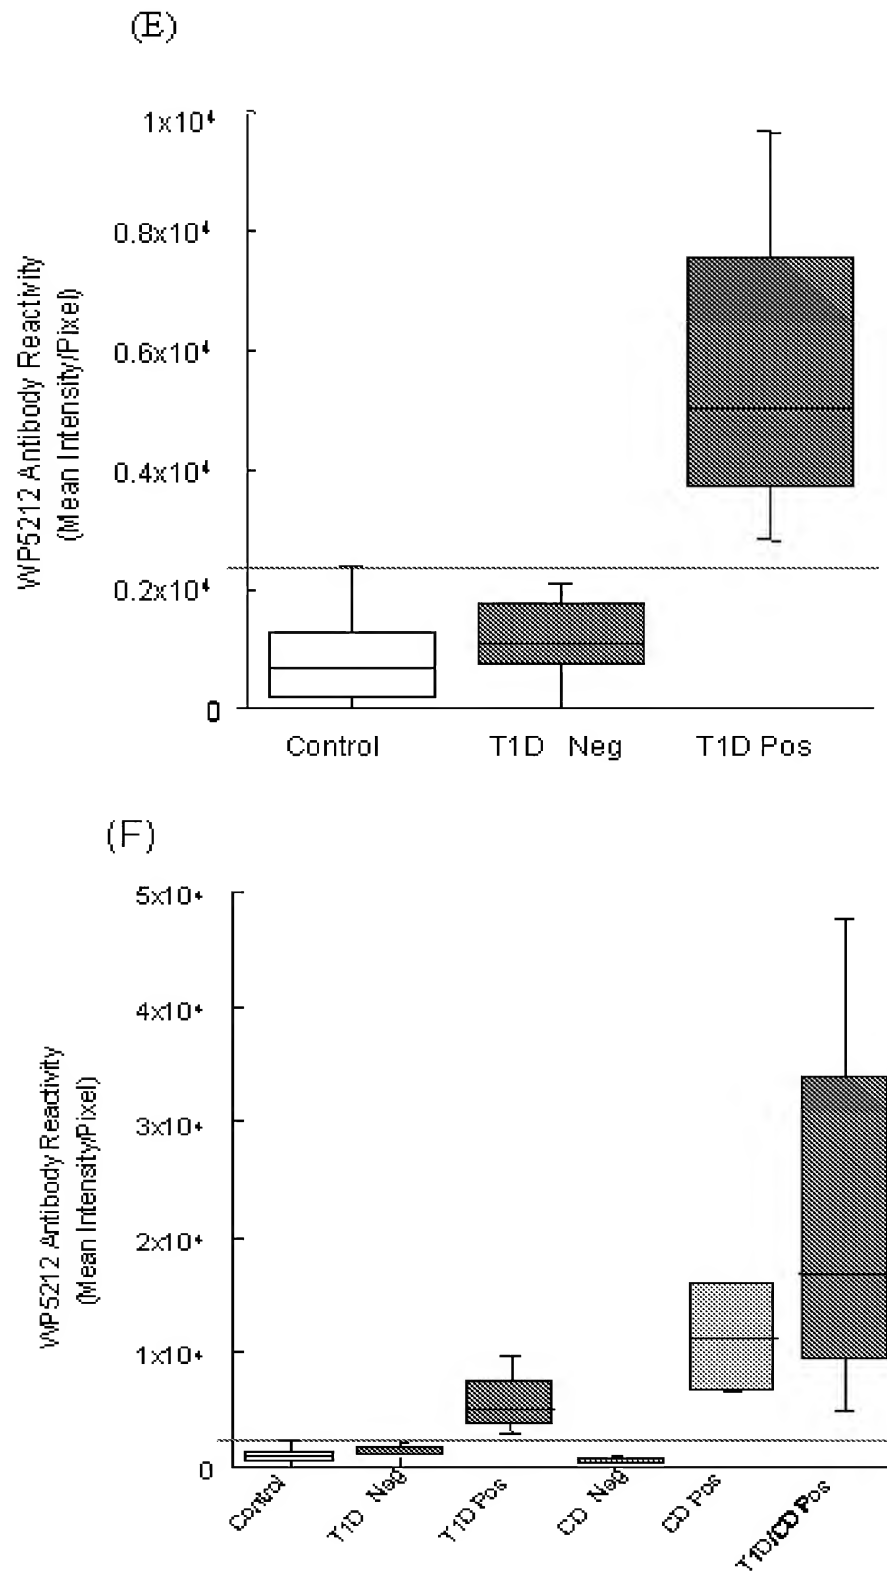 (E)
WP5212 Antibody Reactivity
(Mean Intensity/Pixel)
1x10⁴
0.8x10⁴
0.6x10⁴
0.4x10⁴
0.2x10⁴
0
Control T1D Neg T1D Pos
(F)
WP5212 Antibody Reactivity
(Mean Intensity/Pixel)
5x10⁴
4x10⁴
3x10⁴
2x10⁴
1x10⁴
0
Control
T1D Neg
T1D Pos
CD Neg
CD Pos
T1D/CD Pos